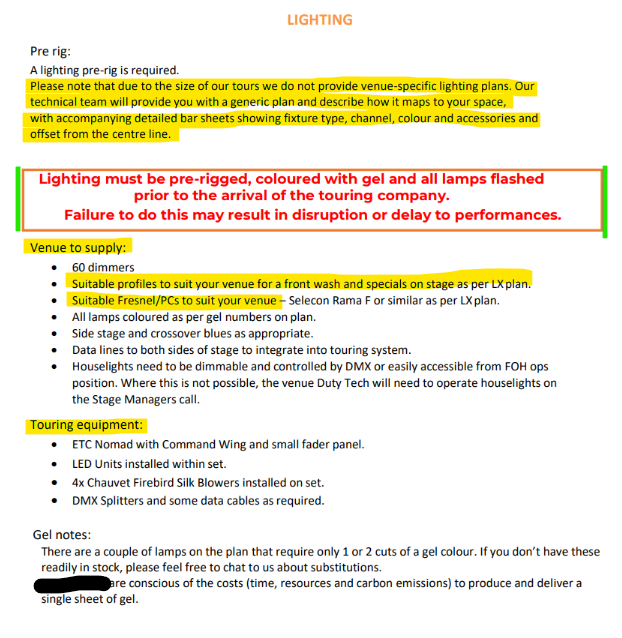 LIGHTING
Pre rig:
A lighting pre-rig is required.
Please note that due to the size of our tours we do not provide venue-specific lighting plans. Our
technical team will provide you with a generic plan and describe how it maps to your space,
with accompanying detailed bar sheets showing fixture type, channel, colour and accessories and
offset from the centre line.
Lighting must be pre-rigged, coloured with gel and all lamps flashed
prior to the arrival of the touring company.
Failure to do this may result in disruption or delay to performances.
Venue to supply:
• 60 dimmers
• Suitable profiles to suit your venue for a front wash and specials on stage as per LX plan.
• Suitable Fresnel/PCs to suit your venue – Selecon Rama F or similar as per LX plan.
• All lamps coloured as per gel numbers on plan.
• Side stage and crossover blues as appropriate.
• Data lines to both sides of stage to integrate into touring system.
• Houselights need to be dimmable and controlled by DMX or easily accessible from FOH ops
position. Where this is not possible, the venue Duty Tech will need to operate houselights on
the Stage Managers call.
Touring equipment:
• ETC Nomad with Command Wing and small fader panel.
• LED Units installed within set.
• 4x Chauvet Firebird Silk Blowers installed on set.
• DMX Splitters and some data cables as required.
Gel notes:
There are a couple of lamps on the plan that require only 1 or 2 cuts of a gel colour. If you don't have these
readily in stock, please feel free to chat to us about substitutions.
are conscious of the costs (time, resources and carbon emissions) to produce and deliver a
single sheet of gel.